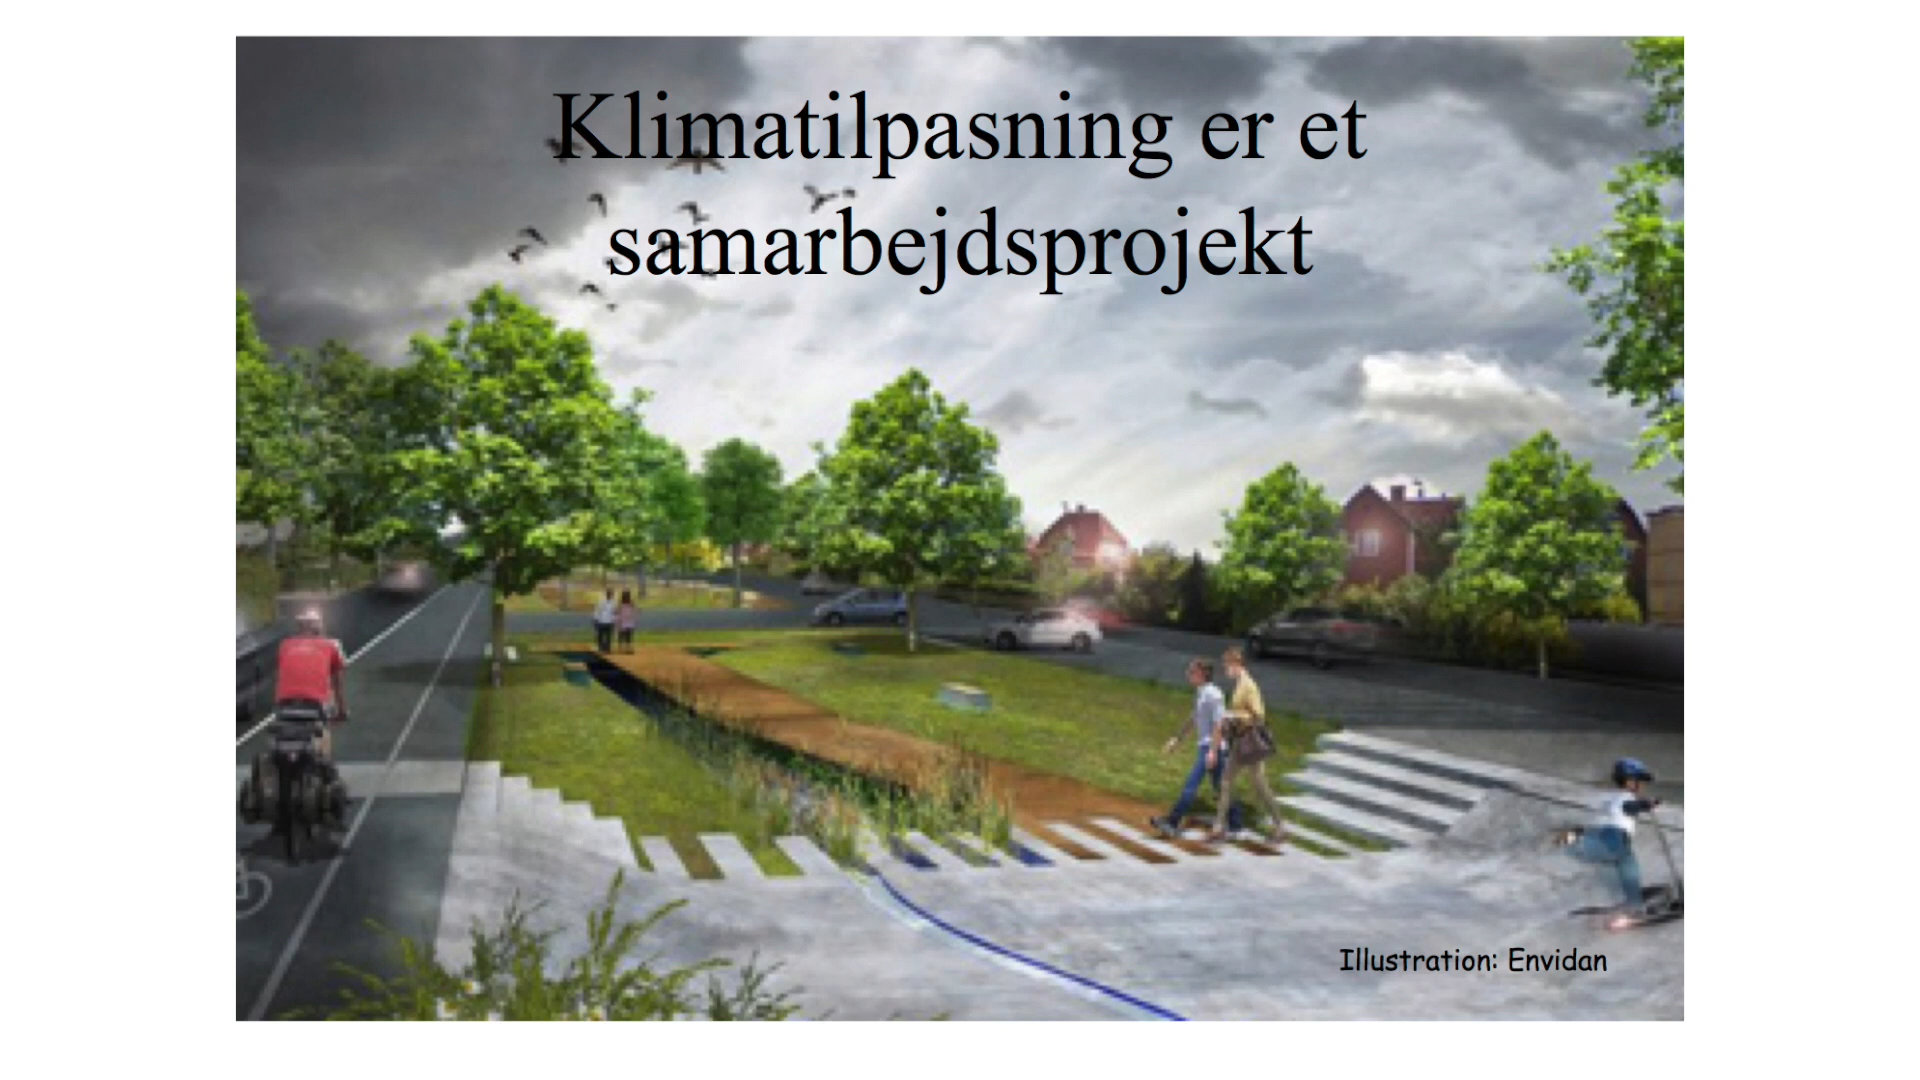 Klimatilpasning er et
samarbejdsprojekt
Illustration: Envidan